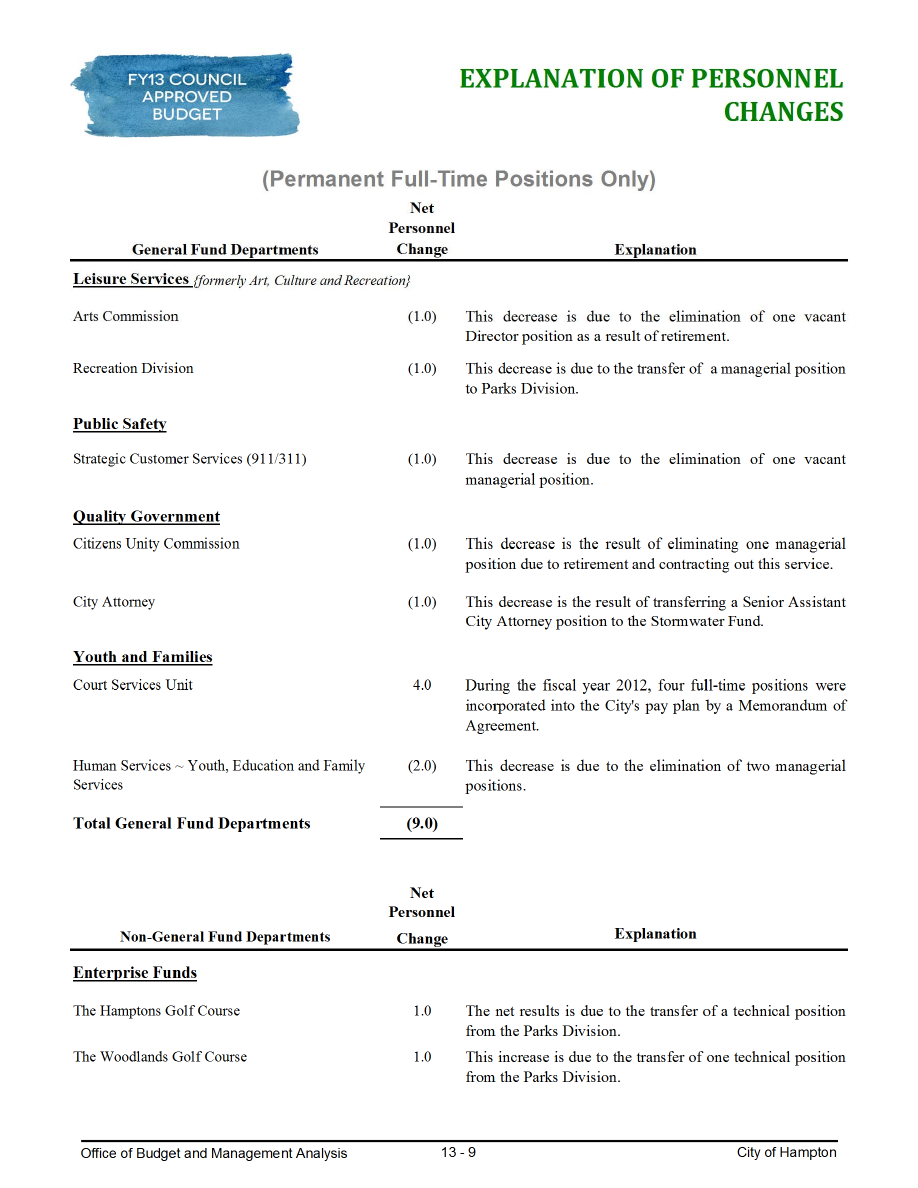 FY13 COUNCIL
APPROVED
BUDGET
EXPLANATION OF PERSONNEL
CHANGES
(Permanent Full-Time Positions Only)
Net
Personnel
General Fund Departments Change Explanation
Leisure Services {formerly Art, Culture and Recreation}
Arts Commission (1.0) This decrease is due to the elimination of one vacant
Director position as a result of retirement.
Recreation Division (1.0) This decrease is due to the transfer of a managerial position
to Parks Division.
Public Safety
Strategic Customer Services (911/311) (1.0) This decrease is due to the elimination of one vacant
managerial position.
Quality Government
Citizens Unity Commission (1.0) This decrease is the result of eliminating one managerial
position due to retirement and contracting out this service.
City Attorney (1.0) This decrease is the result of transferring a Senior Assistant
City Attorney position to the Stormwater Fund.
Youth and Families
Court Services Unit 4.0 During the fiscal year 2012, four full-time positions were
incorporated into the City's pay plan by a Memorandum of
Agreement.
Human Services ~ Youth, Education and Family (2.0) This decrease is due to the elimination of two managerial
Services positions.
Total General Fund Departments (9.0)
Net
Personnel
Non-General Fund Departments Change Explanation
Enterprise Funds
The Hamptons Golf Course 1.0 The net results is due to the transfer of a technical position
from the Parks Division.
The Woodlands Golf Course 1.0 This increase is due to the transfer of one technical position
from the Parks Division.
Office of Budget and Management Analysis 13 - 9 City of Hampton